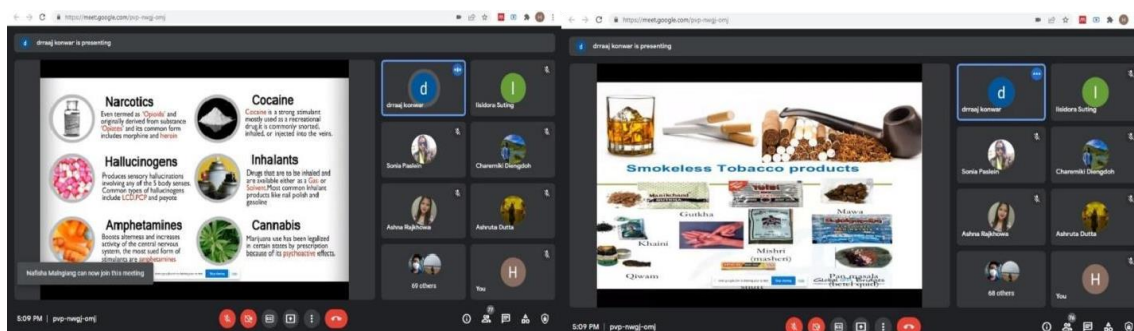 https://meet.google.com/pvp-nwgj-omj
drraaj konwar is presenting
Narcotics
Even termed as 'Opioids' and
originally derived from substance
'Opiates' and its common form
includes morphine and heroin
Cocaine
Cocaine is a strong stimulant
mostly used as a recreational
drug.it is commonly snorted,
inhaled, or injected into the veins.
Hallucinogens
Produces sensory hallucinations
involving any of the 5 body senses.
Common types of hallucinogens
include LCD,PCP and peyote
Inhalants
Drugs that are to be inhaled and
are available either as a Gas or
Solvent.Most common inhalant
products like nail polish and
gasoline
Amphetamines
Boosts alterness and increases
activity of the central nervous
system, the most sued form of
stimulants are amphetamines
Cannabis
Marijuana use has been legalized
in certain states by prescription
because of its psychoactive effects.
Nafisha Mahgiang can now join this meeting
d
drraaj konwar
I
Iisidora Suting
Sonia Paslein
Charemiki Diengdoh
Ashna Rajkhowa
Ashruta Dutta
69 others
H
You
5:09 PM | pvp-nwgj-omj
77
https://meet.google.com/pvp-nwgj-omj
drraaj konwar is presenting
Smokeless Tobacco products
Gutkha
Mawa
Khaini
Mishri
(masheri)
Qiwam
Pan masala
(betel quid)
d
drraaj konwar
I
Iisidora Suting
Sonia Paslein
Charemiki Diengdoh
Ashna Rajkhowa
Ashruta Dutta
68 others
H
You
5:09 PM | pvp-nwgj-omj
76